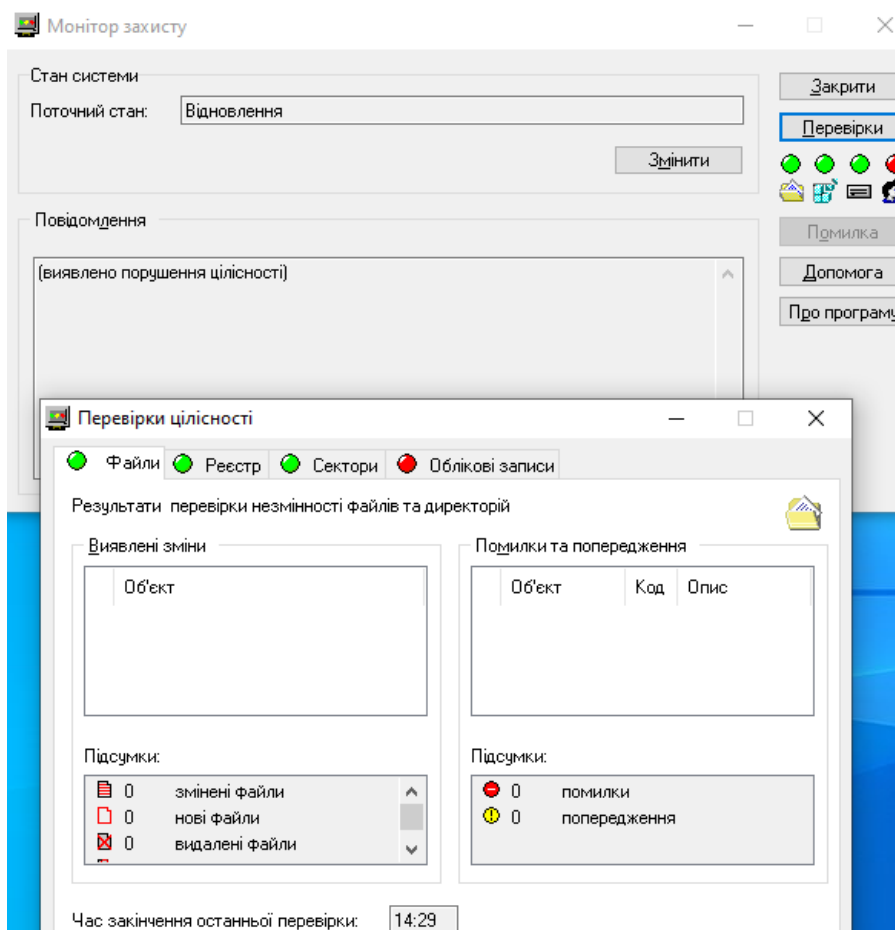 Монітор захисту
Стан системи
Поточний стан: Відновлення
Змінити
Закрити
Перевірки
Помилка
Допомога
Про програму
Повідомлення
(виявлено порушення цілісності)
Перевірки цілісності
Файли Реєстр Сектори Облікові записи
Результати перевірки незмінності файлів та директорій
Виявлені зміни
Об'єкт
Помилки та попередження
Об'єкт Код Опис
Підсумки:
0 змінені файли
0 нові файли
0 видалені файли
Підсумки:
0 помилки
0 попередження
Час закінчення останньої перевірки: 14:29